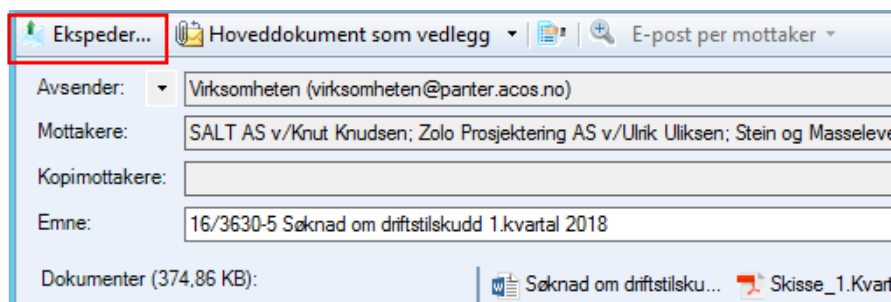 Ekspeder... Hoveddokument som vedlegg E-post per mottaker
Avsender: Virksomheten (virksomheten@panter.acos.no)
Mottakere: SALT AS v/Knut Knudsen; Zolo Prosjektering AS v/Ulrik Uliksen; Stein og Masseleve
Kopimottakere:
Emne: 16/3630-5 Søknad om driftstilskudd 1.kvartal 2018
Dokumenter (374,86 KB): Søknad om driftstilsku... Skisse_1.Kvart